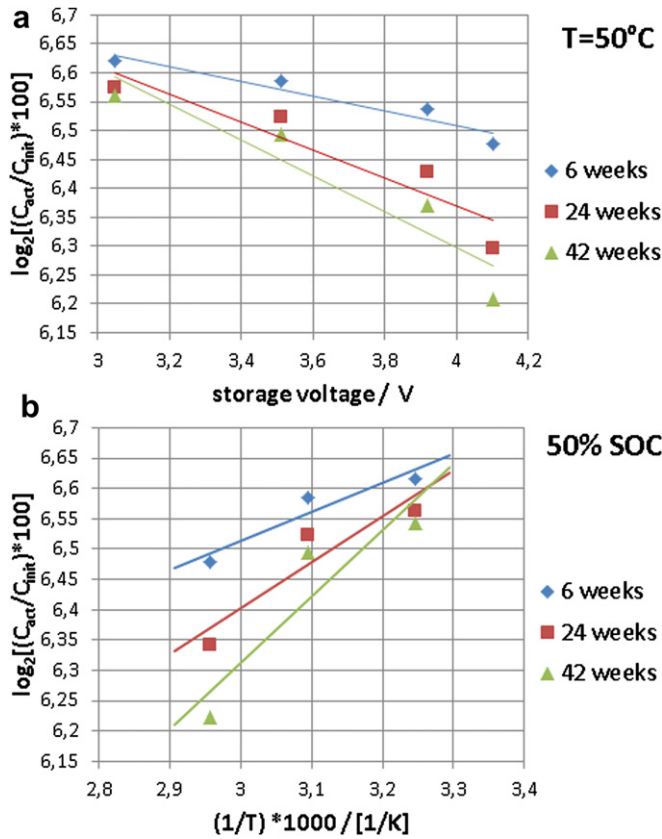 a
T=50°C
6,7
6,65
6,6
6,55
6,5
6,45
6,4
6,35
6,3
6,25
6,2
6,15
log₂[(C_act/C_init)*100]
3 3,2 3,4 3,6 3,8 4 4,2
storage voltage / V
6 weeks
24 weeks
42 weeks
b
50% SOC
6,7
6,65
6,6
6,55
6,5
6,45
6,4
6,35
6,3
6,25
6,2
6,15
log₂[(C_act/C_init)*100]
2,8 2,9 3 3,1 3,2 3,3 3,4
(1/T) *1000 / [1/K]
6 weeks
24 weeks
42 weeks